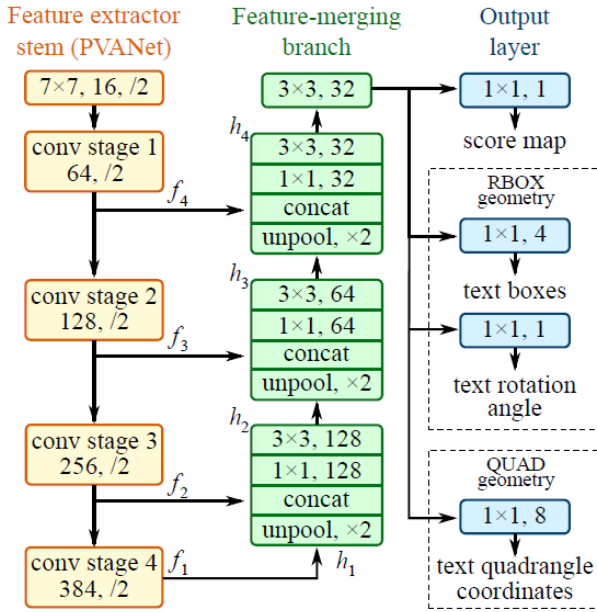 Feature extractor
stem (PVANet)
7×7, 16, /2
conv stage 1
64, /2
f4
conv stage 2
128, /2
f3
conv stage 3
256, /2
f2
conv stage 4
384, /2
f1
Feature-merging
branch
3×3, 32
h4
3×3, 32
1×1, 32
concat
unpool, ×2
h3
3×3, 64
1×1, 64
concat
unpool, ×2
h2
3×3, 128
1×1, 128
concat
unpool, ×2
h1
Output
layer
1×1, 1
score map
RBOX
geometry
1×1, 4
text boxes
1×1, 1
text rotation
angle
QUAD
geometry
1×1, 8
text quadrangle
coordinates